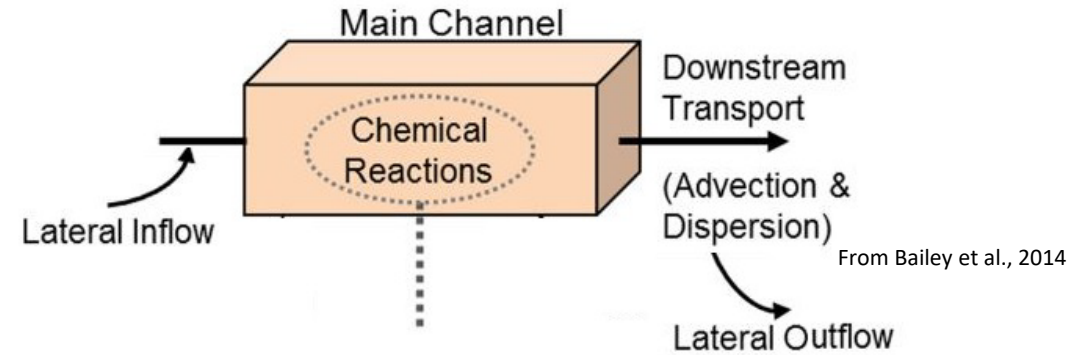 Main Channel
Chemical
Reactions
Lateral Inflow
Downstream
Transport
(Advection &
Dispersion)
From Bailey et al., 2014
Lateral Outflow